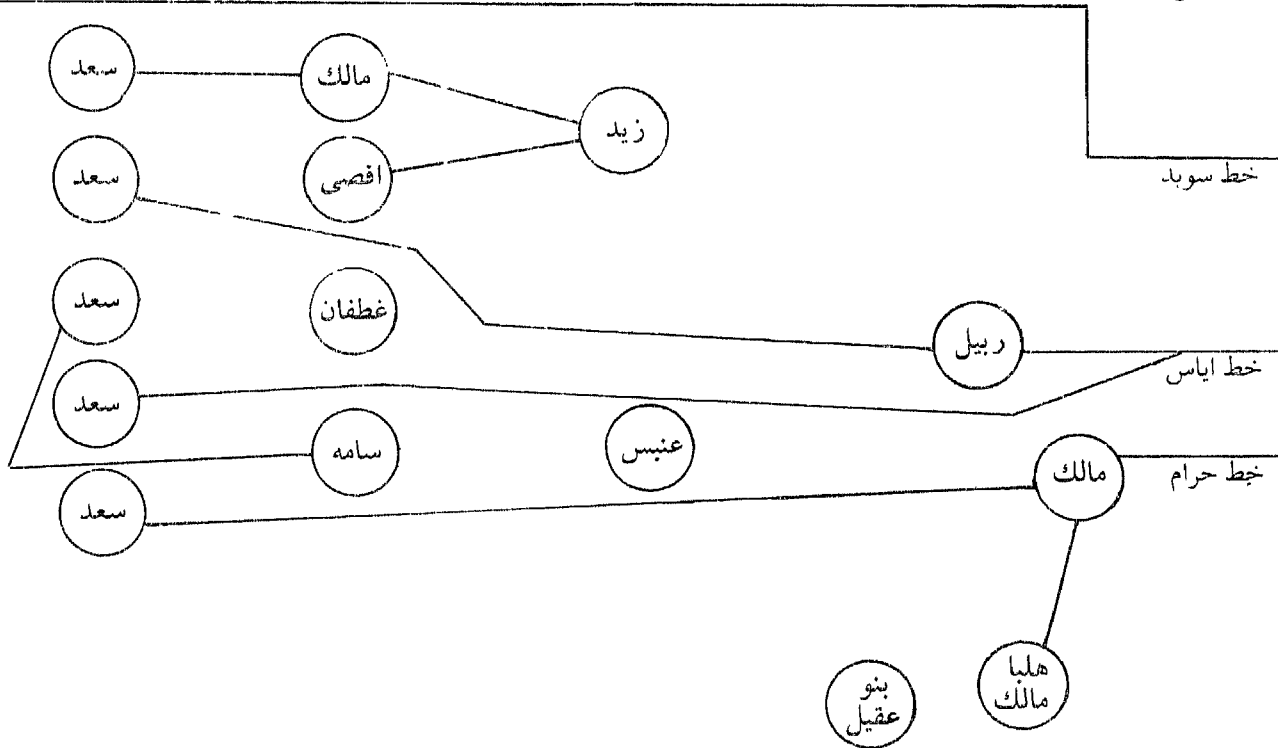 سعد
مالك
زيد
سعد
افصى
خط سوبد
سعد
غطفان
ربيل
خط اياس
سعد
سامه
عنبس
مالك
خط حرام
سعد
هلبا
مالك
بنو
عقيل